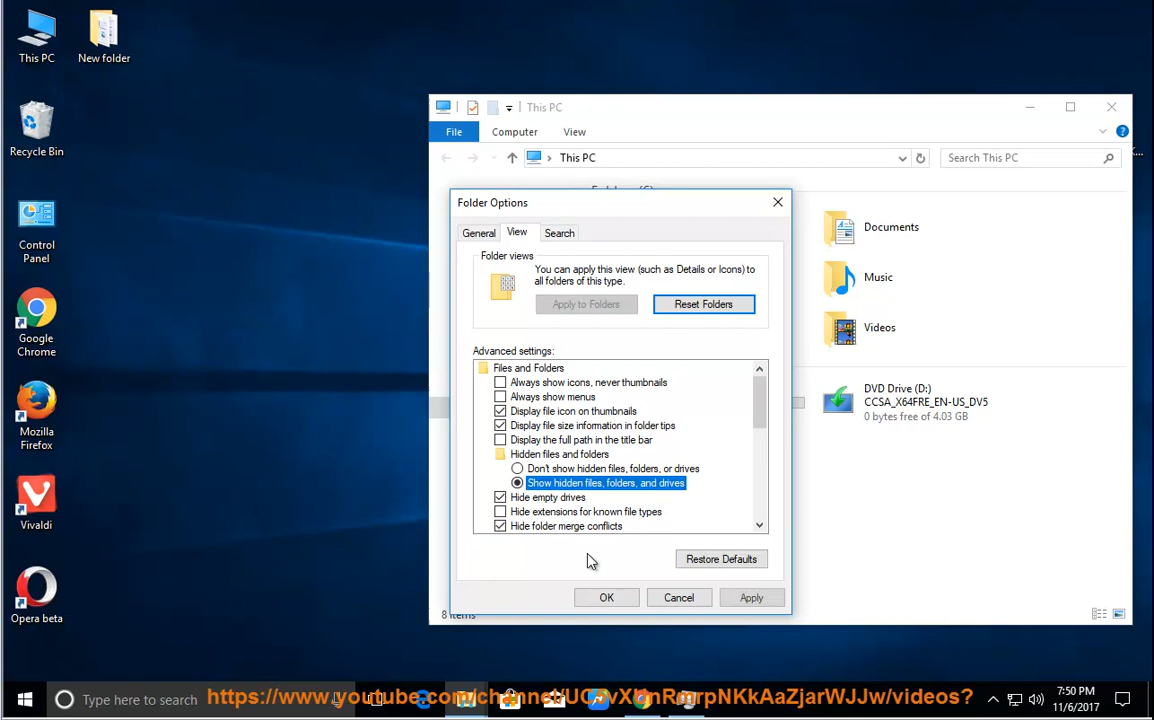 This PC
New folder
Recycle Bin
Control
Panel
Google
Chrome
Mozilla
Firefox
Vivaldi
Opera beta
This PC
File
Computer
View
This PC
Search This PC
Folder Options
General
View
Search
Folder views
You can apply this view (such as Details or Icons) to
all folders of this type.
Apply to Folders
Reset Folders
Advanced settings:
Files and Folders
Always show icons, never thumbnails
Always show menus
Display file icon on thumbnails
Display file size information in folder tips
Display the full path in the title bar
Hidden files and folders
Don't show hidden files, folders, or drives
Show hidden files, folders, and drives
Hide empty drives
Hide extensions for known file types
Hide folder merge conflicts
Restore Defaults
OK
Cancel
Apply
Documents
Music
Videos
DVD Drive (D:)
CCSA_X64FRE_EN-US_DV5
0 bytes free of 4.03 GB
8 items
Type here to search
7:50 PM
11/6/2017